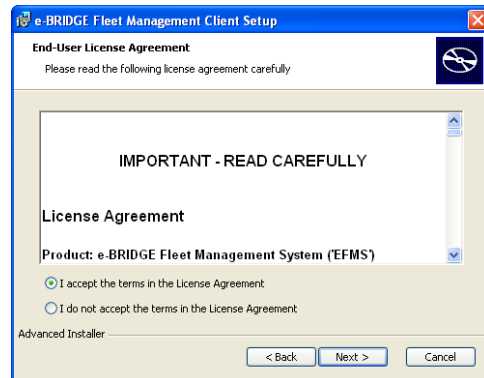 e-BRIDGE Fleet Management Client Setup
End-User License Agreement
Please read the following license agreement carefully
IMPORTANT - READ CAREFULLY
License Agreement
Product: e-BRIDGE Fleet Management System ('EFMS')
I accept the terms in the License Agreement
I do not accept the terms in the License Agreement
Advanced Installer
< Back Next > Cancel